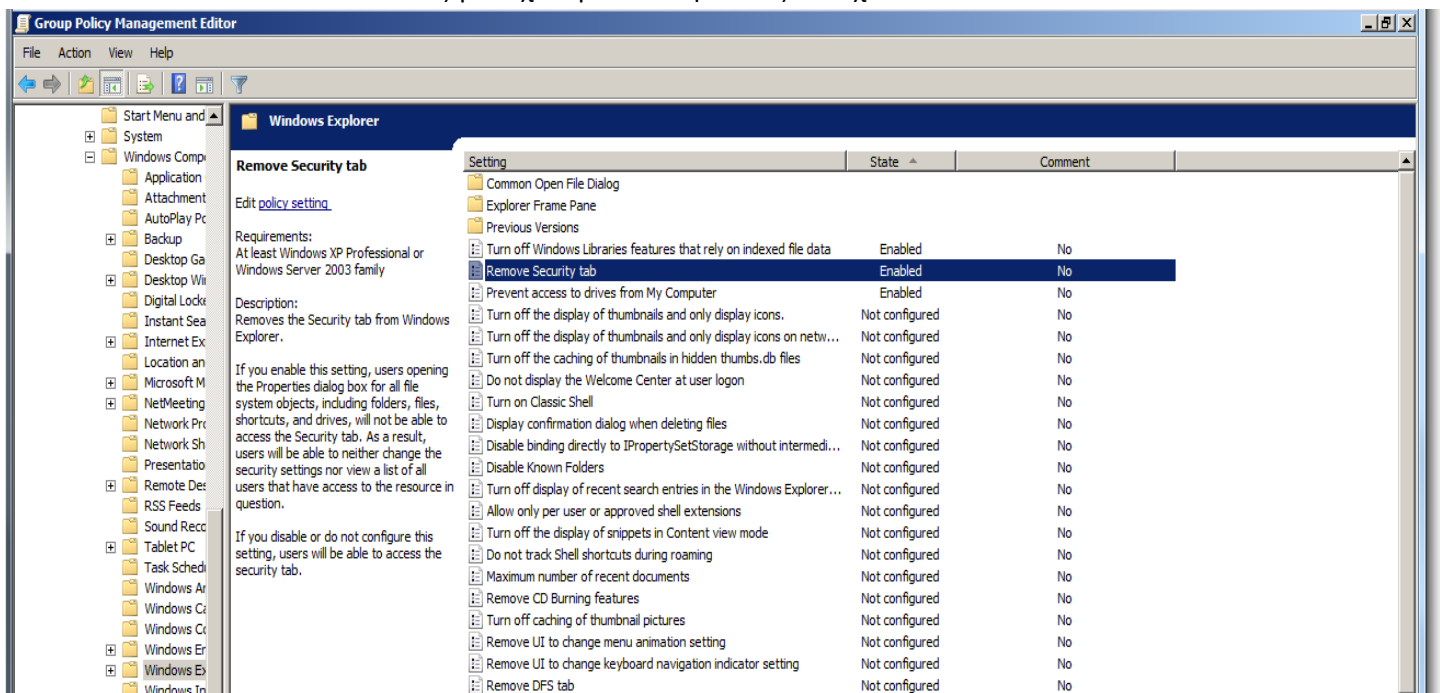 Group Policy Management Editor
File Action View Help
Start Menu and
System
Windows Comp
Application
Attachment
AutoPlay Po
Backup
Desktop Ga
Desktop Win
Digital Locke
Instant Sea
Internet Ex
Location an
Microsoft M
NetMeeting
Network Pro
Network Sh
Presentatio
Remote Des
RSS Feeds
Sound Reco
Tablet PC
Task Schedu
Windows An
Windows Ca
Windows Co
Windows Er
Windows Ex
Windows In
Windows Explorer
Remove Security tab
Edit policy setting
Requirements:
At least Windows XP Professional or
Windows Server 2003 family
Description:
Removes the Security tab from Windows
Explorer.
If you enable this setting, users opening
the Properties dialog box for all file
system objects, including folders, files,
shortcuts, and drives, will not be able to
access the Security tab. As a result,
users will be able to neither change the
security settings nor view a list of all
users that have access to the resource in
question.
If you disable or do not configure this
setting, users will be able to access the
security tab.
Setting State Comment
Common Open File Dialog
Explorer Frame Pane
Previous Versions
Turn off Windows Libraries features that rely on indexed file data Enabled No
Remove Security tab Enabled No
Prevent access to drives from My Computer Enabled No
Turn off the display of thumbnails and only display icons. Not configured No
Turn off the display of thumbnails and only display icons on netw... Not configured No
Turn off the caching of thumbnails in hidden thumbs.db files Not configured No
Do not display the Welcome Center at user logon Not configured No
Turn on Classic Shell Not configured No
Display confirmation dialog when deleting files Not configured No
Disable binding directly to IPropertySetStorage without intermedi... Not configured No
Disable Known Folders Not configured No
Turn off display of recent search entries in the Windows Explorer... Not configured No
Allow only per user or approved shell extensions Not configured No
Turn off the display of snippets in Content view mode Not configured No
Do not track Shell shortcuts during roaming Not configured No
Maximum number of recent documents Not configured No
Remove CD Burning features Not configured No
Turn off caching of thumbnail pictures Not configured No
Remove UI to change menu animation setting Not configured No
Remove UI to change keyboard navigation indicator setting Not configured No
Remove DFS tab Not configured No